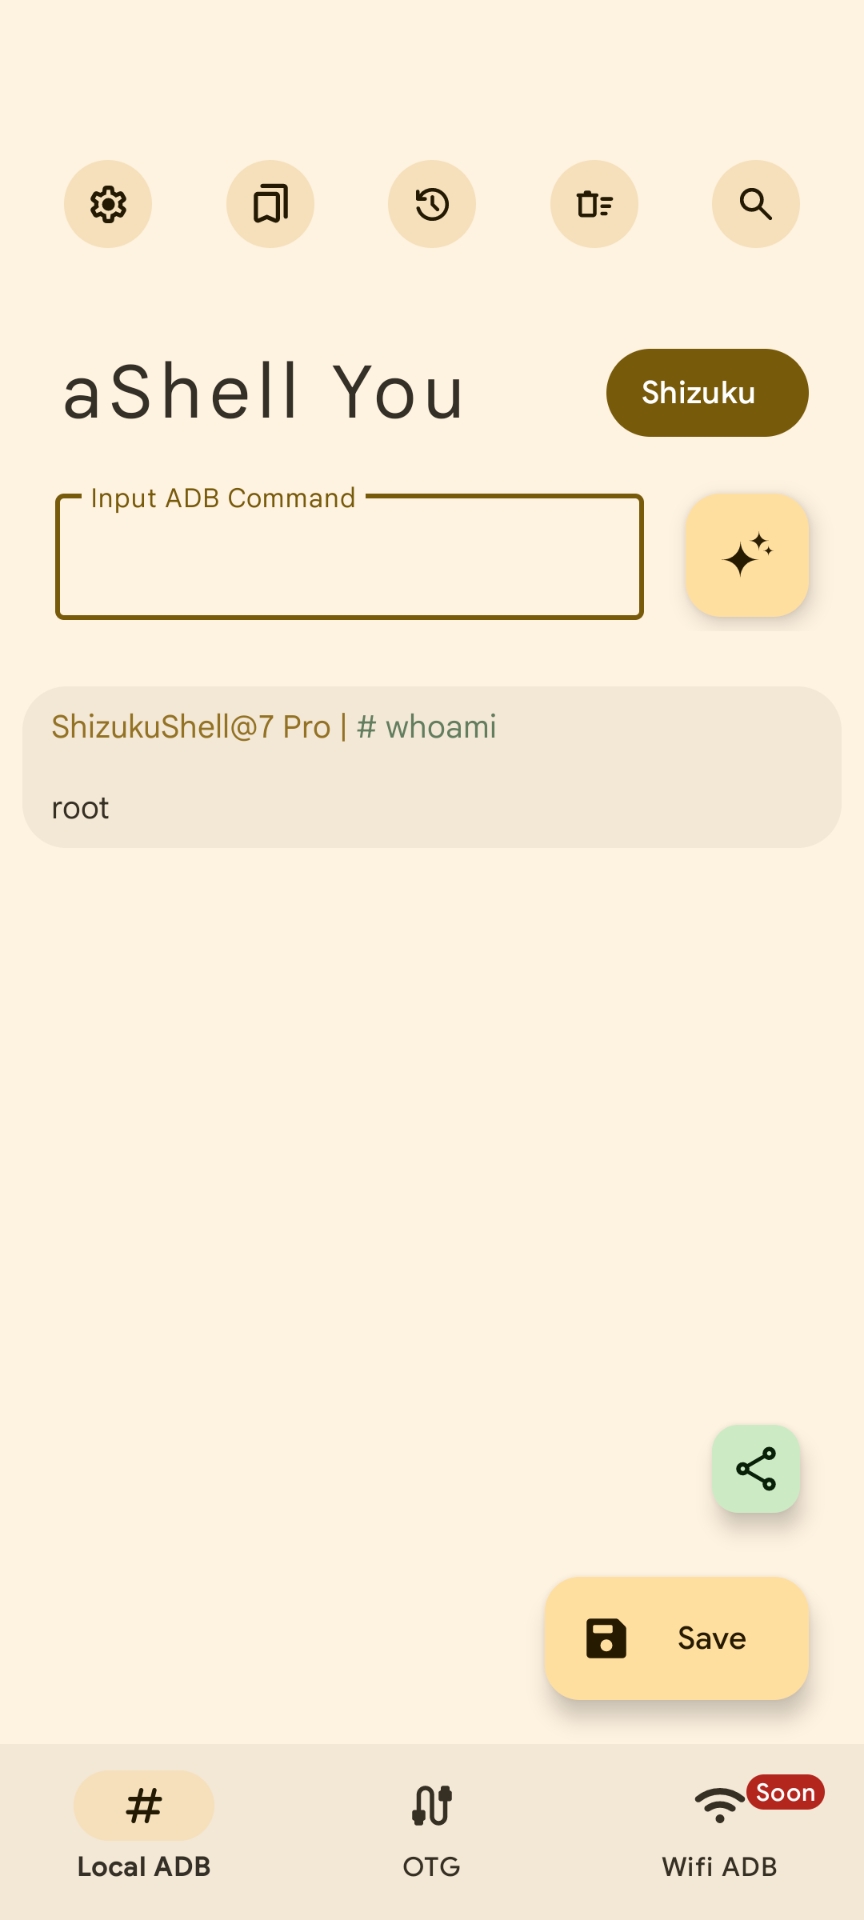 aShell You
Shizuku
Input ADB Command
ShizukuShell@7 Pro | # whoami
root
Save
Soon
Local ADB
OTG
Wifi ADB